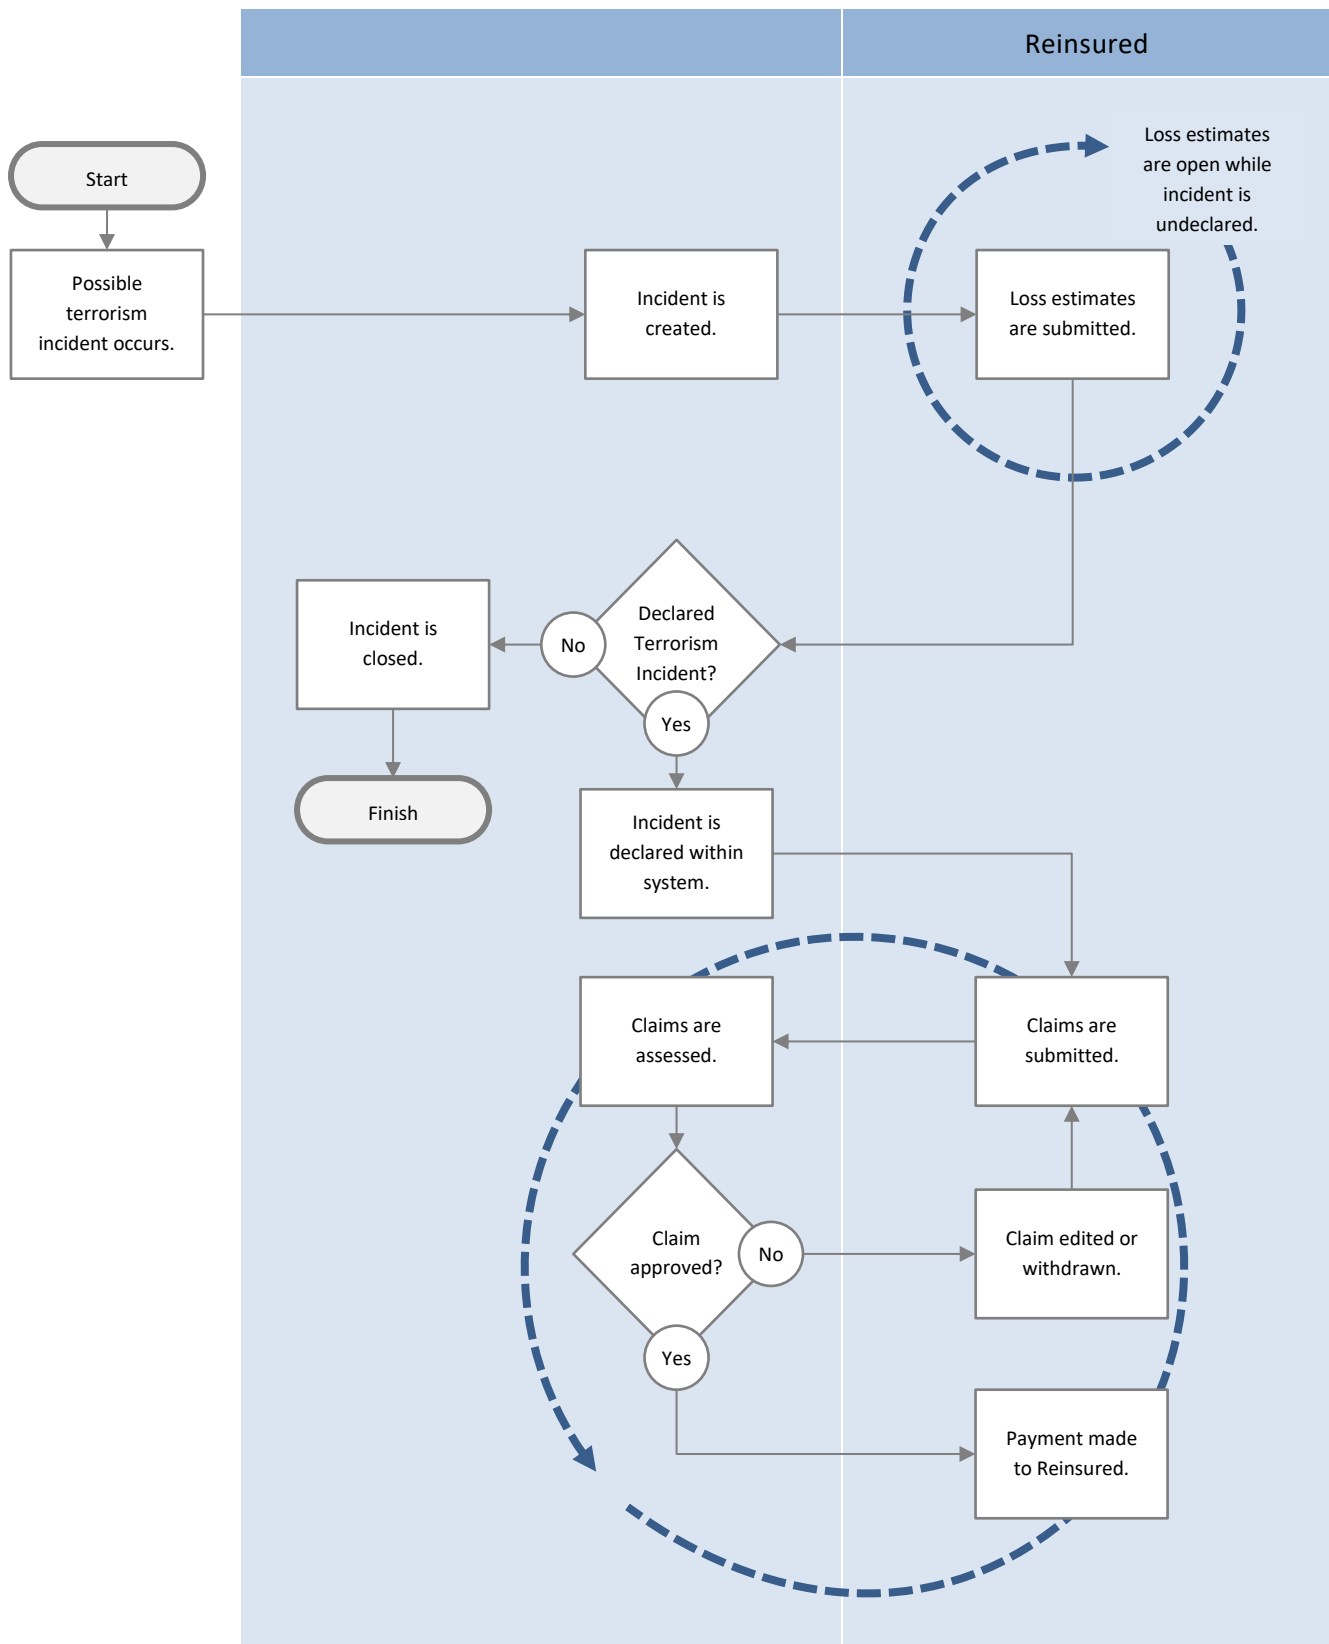 Reinsured
Loss estimates
are open while
incident is
undeclared.
Start
Possible
terrorism
incident occurs.
Incident is
created.
Loss estimates
are submitted.
Declared
Terrorism
Incident?
No
Yes
Incident is
closed.
Finish
Incident is
declared within
system.
Claims are
assessed.
Claims are
submitted.
Claim
approved?
No
Claim edited or
withdrawn.
Yes
Payment made
to Reinsured.